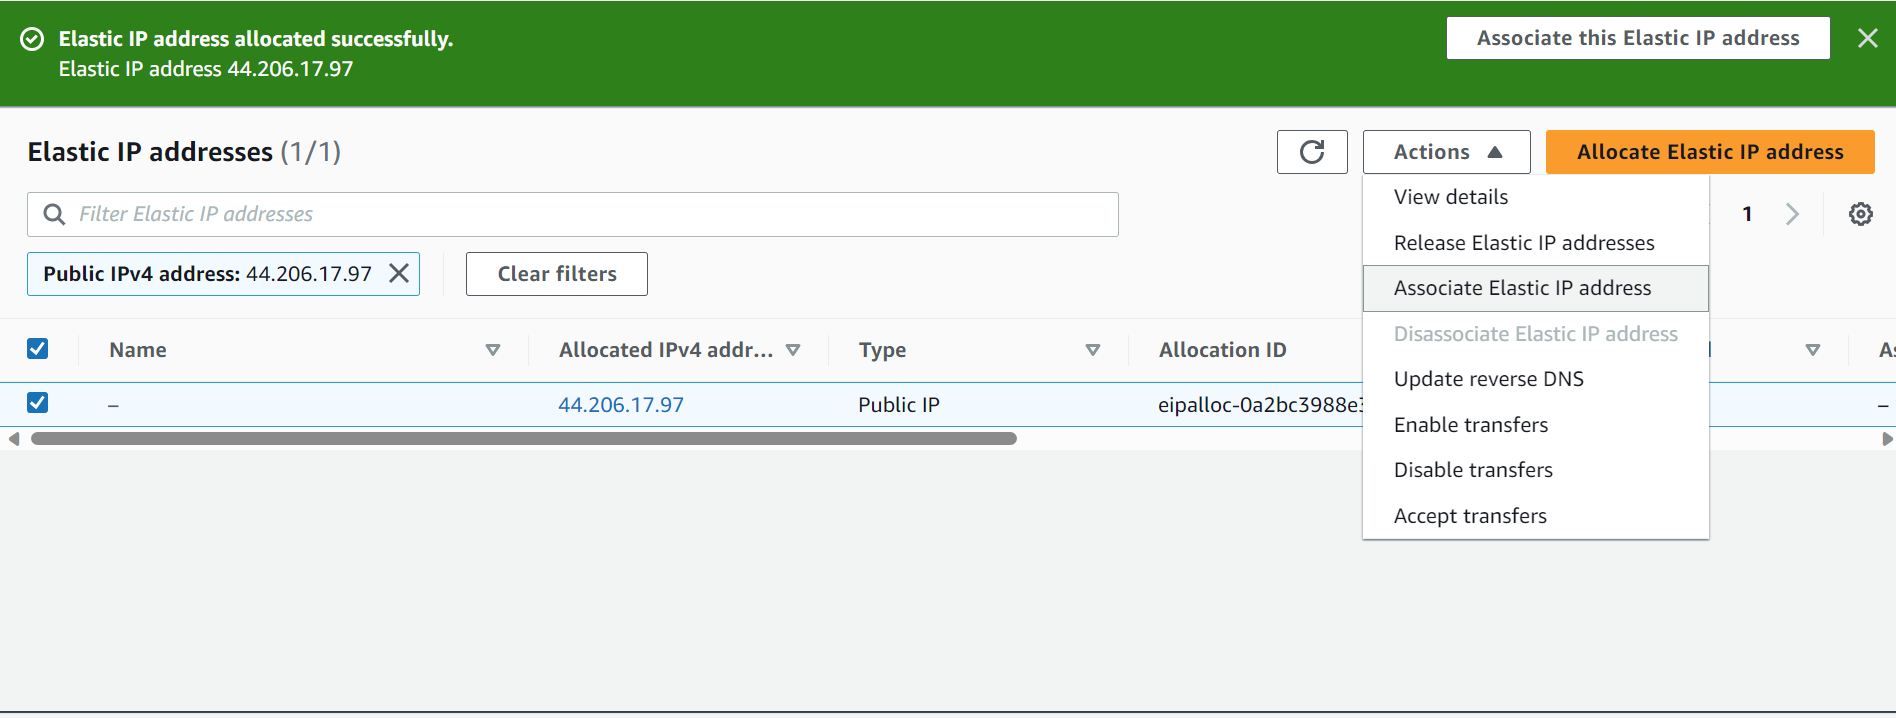 Elastic IP address allocated successfully.
Elastic IP address 44.206.17.97
Associate this Elastic IP address
Elastic IP addresses (1/1)
Actions
Allocate Elastic IP address
Filter Elastic IP addresses
1
Public IPv4 address: 44.206.17.97
Clear filters
View details
Release Elastic IP addresses
Associate Elastic IP address
Disassociate Elastic IP address
Update reverse DNS
Enable transfers
Disable transfers
Accept transfers
Name
Allocated IPv4 addr...
Type
Allocation ID
–
44.206.17.97
Public IP
eipalloc-0a2bc3988e
–